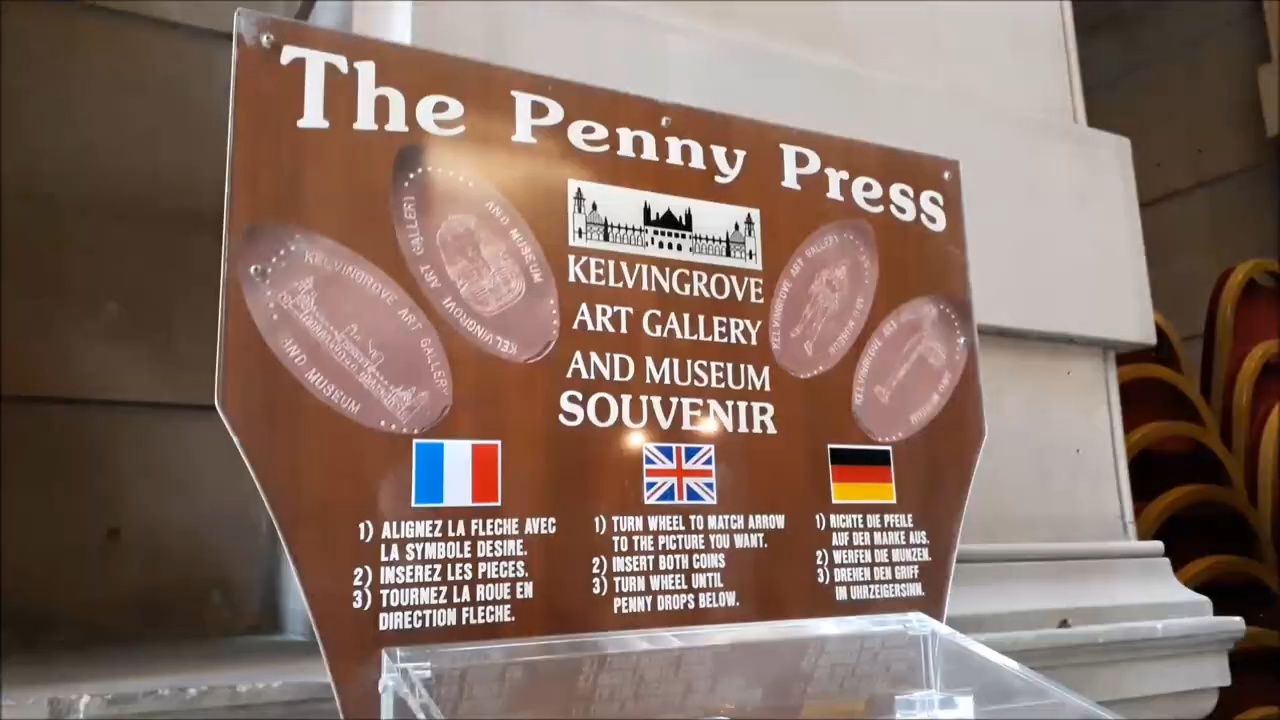 The Penny Press
KELVINGROVE
ART GALLERY
AND MUSEUM
SOUVENIR
KELVINGROVE ART GALLERY
AND MUSEUM
KELVINGROVE ART GALLERY
AND MUSEUM
KELVINGROVE ART GALLERY
AND MUSEUM
KELVINGROVE ART
AND
1) ALIGNEZ LA FLECHE AVEC
LA SYMBOLE DESIRE.
2) INSEREZ LES PIECES.
3) TOURNEZ LA ROUE EN
DIRECTION FLECHE.
1) TURN WHEEL TO MATCH ARROW
TO THE PICTURE YOU WANT.
2) INSERT BOTH COINS
3) TURN WHEEL UNTIL
PENNY DROPS BELOW.
1) RICHTE DIE PFEILE
AUF DER MARKE AUS.
2) WERFEN DIE MUNZEN.
3) DREHEN DEN GRIFF
IM UHRZEIGERSINN.